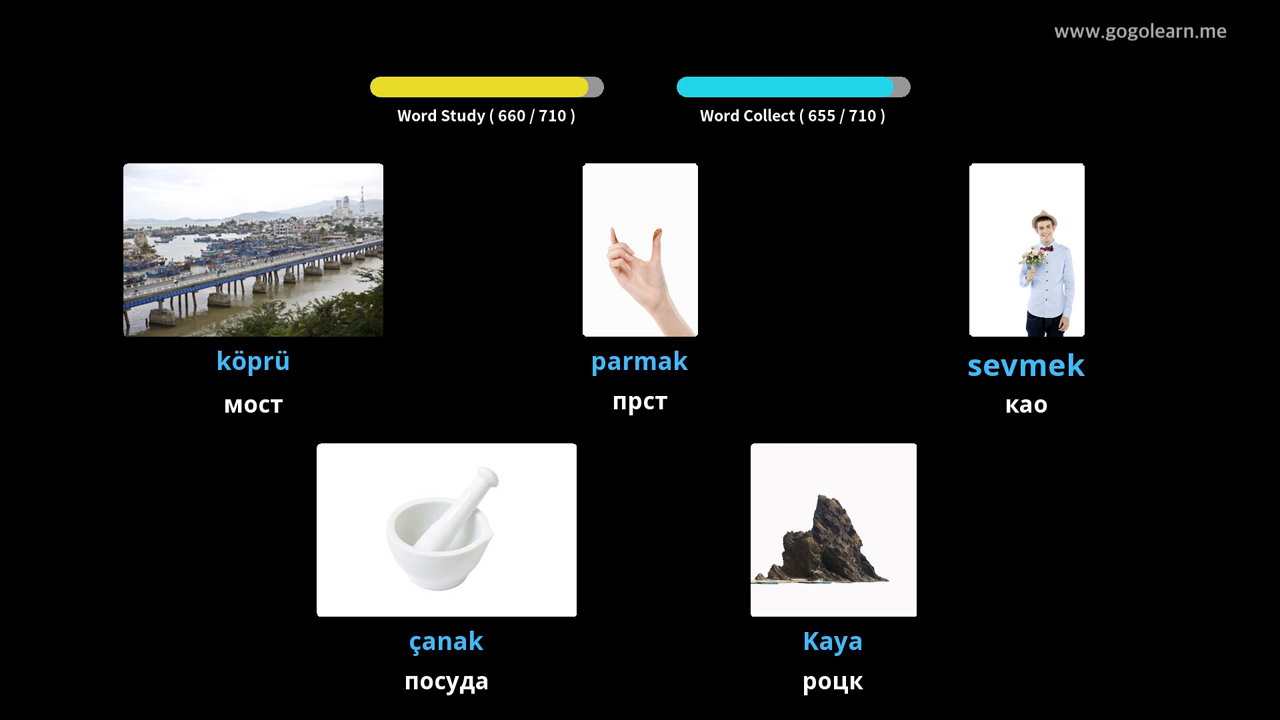 www.gogolearn.me
Word Study ( 660 / 710 )
Word Collect ( 655 / 710 )
köprü
parmak
sevmek
мост
прст
као
çanak
Kaya
посуда
роцк